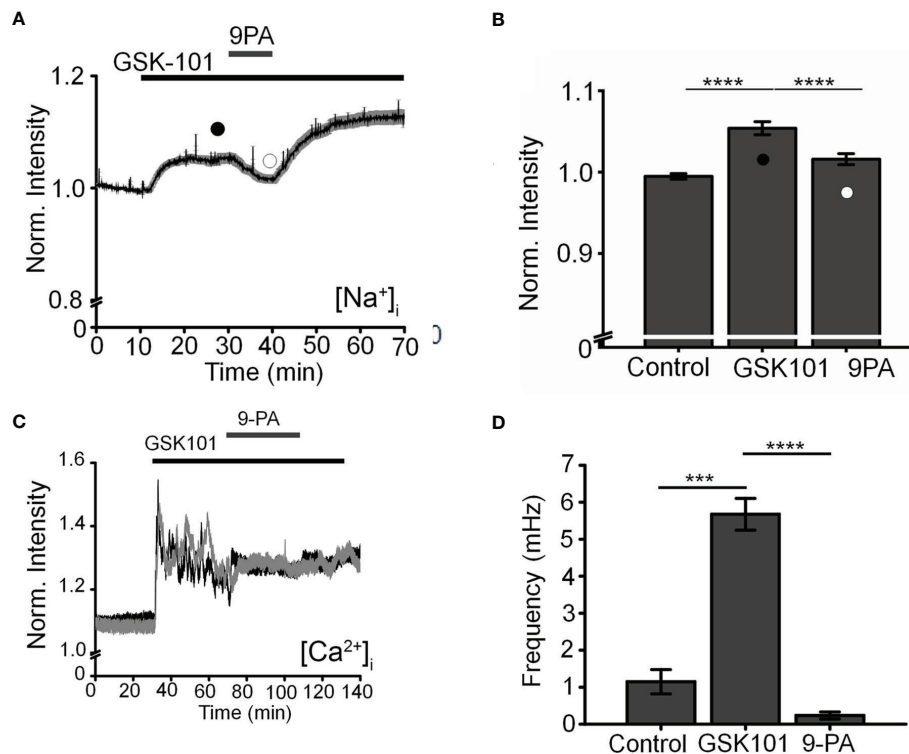 A
9PA
GSK-101
1.2
1.0
0.8
0
Norm. Intensity
[Na⁺]ᵢ
0 10 20 30 40 50 60 70
Time (min)
0
B
**** ****
1.1
1.0
0.9
0
Norm. Intensity
Control GSK101 9PA
C
9-PA
GSK101
1.6
1.4
1.2
1.0
0
Norm. Intensity
[Ca²⁺]ᵢ
0 20 40 60 80 100 120 140
Time (min)
D
****
***
7
6
5
4
3
2
1
0
Frequency (mHz)
Control GSK101 9-PA